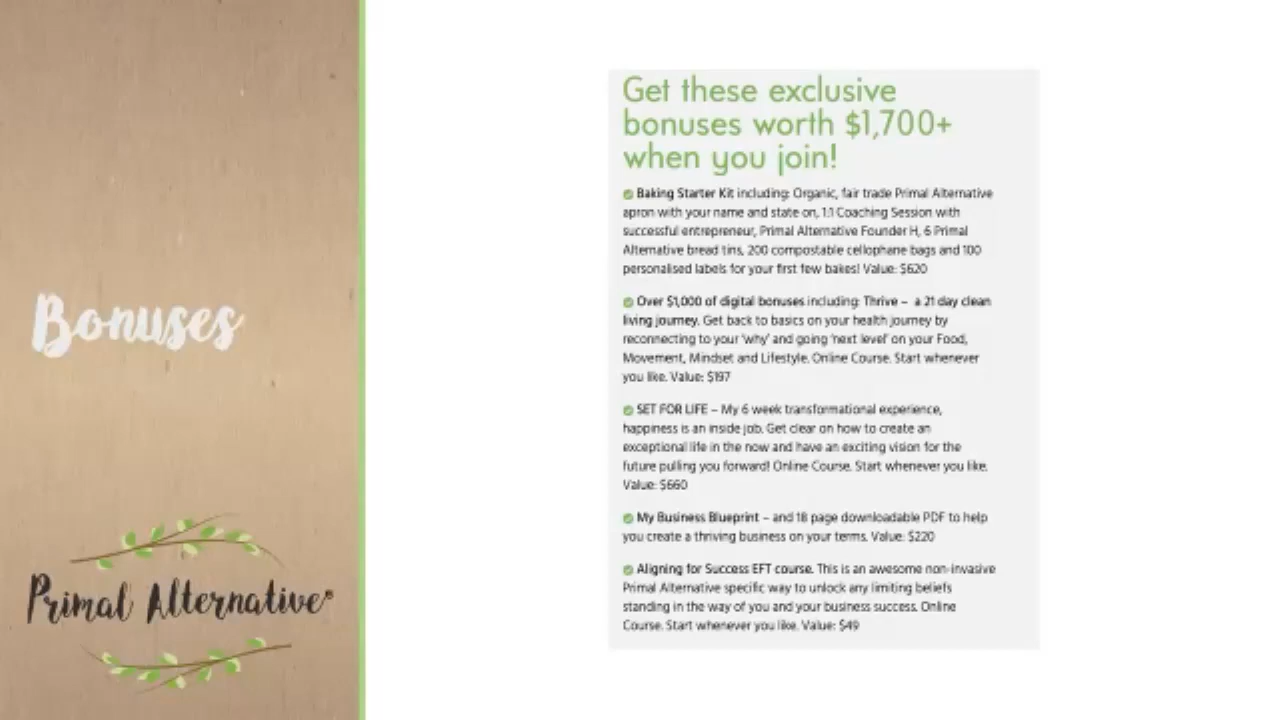 Bonuses
Primal Alternative®
Get these exclusive
bonuses worth $1,700+
when you join!
Baking Starter Kit including: Organic, fair trade Primal Alternative
apron with your name and state on, 1:1 Coaching Session with
successful entrepreneur, Primal Alternative Founder H, 6 Primal
Alternative bread tins, 200 compostable cellophane bags and 100
personalised labels for your first few bakes! Value: $620
Over $1,000 of digital bonuses including: Thrive – a 21 day clean
living journey. Get back to basics on your health journey by
reconnecting to your 'why' and going 'next level' on your Food,
Movement, Mindset and Lifestyle. Online Course. Start whenever
you like. Value: $197
SET FOR LIFE – My 6 week transformational experience,
happiness is an inside job. Get clear on how to create an
exceptional life in the now and have an exciting vision for the
future pulling you forward! Online Course. Start whenever you like.
Value: $660
My Business Blueprint – and 18 page downloadable PDF to help
you create a thriving business on your terms. Value: $220
Aligning for Success EFT course. This is an awesome non-invasive
Primal Alternative specific way to unlock any limiting beliefs
standing in the way of you and your business success. Online
Course. Start whenever you like. Value: $49